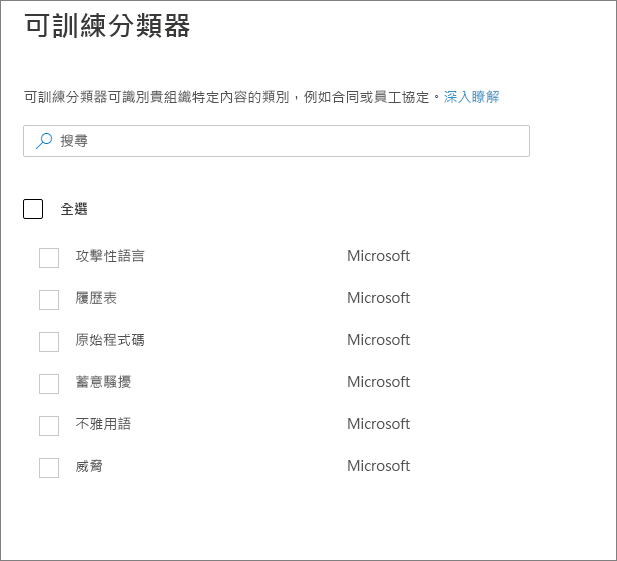 可訓練分類器
可訓練分類器可識別貴組織特定內容的類別，例如合同或員工協定。深入瞭解
搜尋
全選
攻擊性語言 Microsoft
履歷表 Microsoft
原始程式碼 Microsoft
蓄意騷擾 Microsoft
不雅用語 Microsoft
威脅 Microsoft